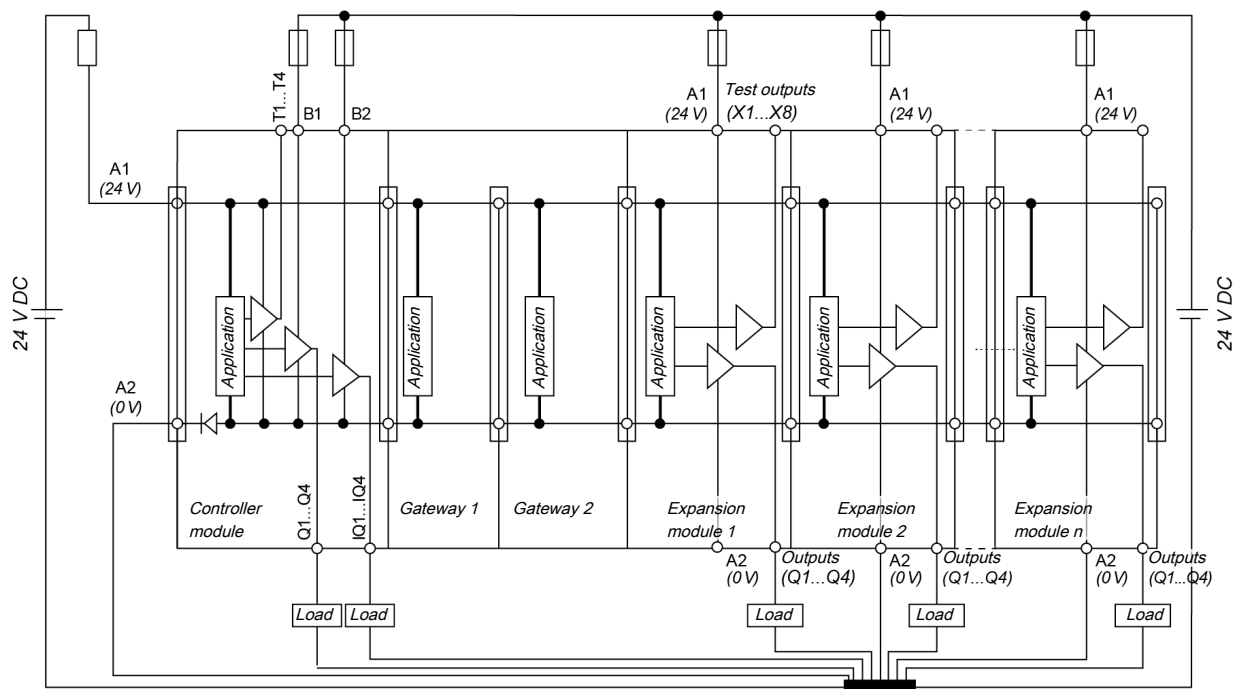 T1...T4
B1
B2
A1
(24 V)
Test outputs
(X1...X8)
A1
(24 V)
A1
(24 V)
A1
(24 V)
24 V DC
24 V DC
Application
Application
Application
Application
Application
Application
A2
(0 V)
Controller
module
Q1...Q4
IQ1...IQ4
Gateway 1
Gateway 2
Expansion
module 1
Expansion
module 2
Expansion
module n
A2
(0 V)
Outputs
(Q1...Q4)
A2
(0 V)
Outputs
(Q1...Q4)
A2
(0 V)
Outputs
(Q1...Q4)
Load
Load
Load
Load
Load